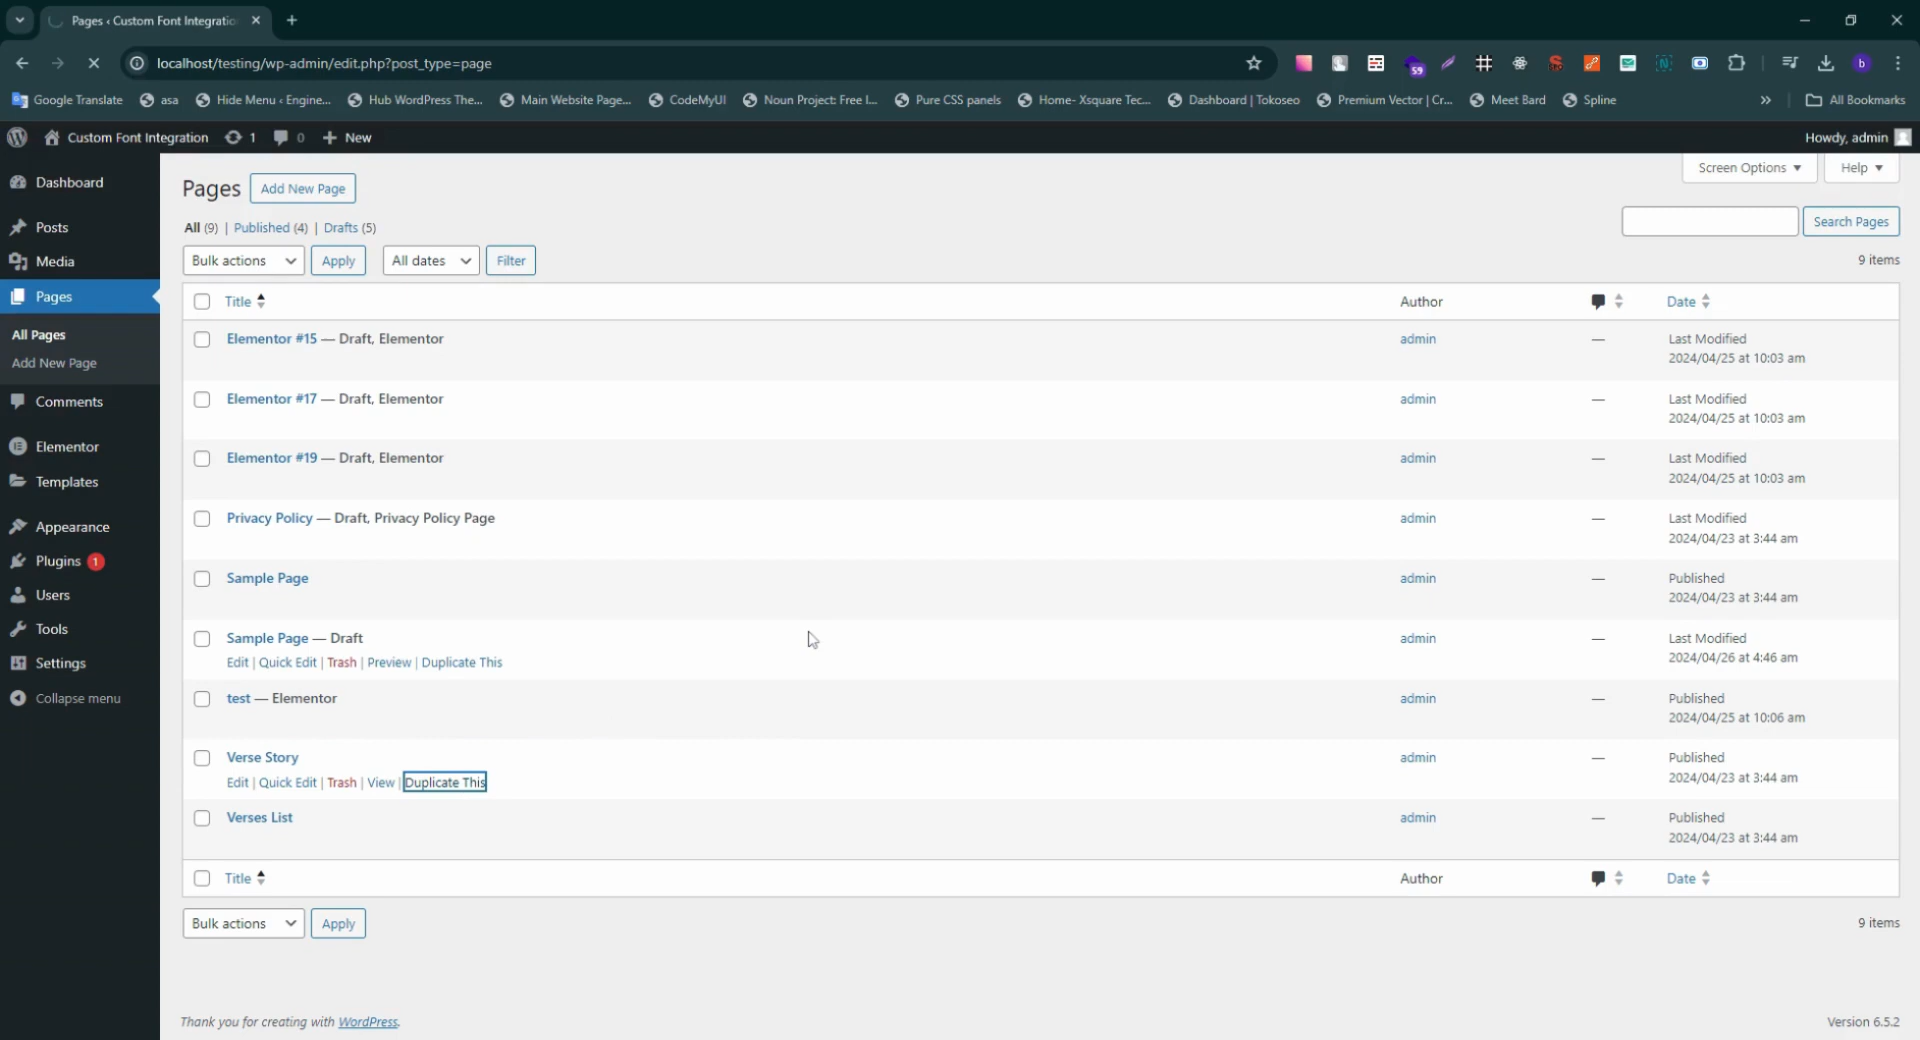 Pages ‹ Custom Font Integratio
localhost/testing/wp-admin/edit.php?post_type=page
59
b
Google Translate
asa
Hide Menu ‹ Engine...
Hub WordPress The...
Main Website Page...
CodeMyUI
Noun Project: Free I...
Pure CSS panels
Home- Xsquare Tec...
Dashboard | Tokoseo
Premium Vector | Cr...
Meet Bard
Spline
»
All Bookmarks
Custom Font Integration
1
0
+ New
Howdy, admin
Dashboard
Posts
Media
Pages
All Pages
Add New Page
Comments
Elementor
Templates
Appearance
Plugins 1
Users
Tools
Settings
Collapse menu
Screen Options
Help
Pages
Add New Page
All (9) | Published (4) | Drafts (5)
Search Pages
Bulk actions
Apply
All dates
Filter
9 items
Title
Author
Date
Elementor #15 — Draft, Elementor
admin
—
Last Modified
2024/04/25 at 10:03 am
Elementor #17 — Draft, Elementor
admin
—
Last Modified
2024/04/25 at 10:03 am
Elementor #19 — Draft, Elementor
admin
—
Last Modified
2024/04/25 at 10:03 am
Privacy Policy — Draft, Privacy Policy Page
admin
—
Last Modified
2024/04/23 at 3:44 am
Sample Page
admin
—
Published
2024/04/23 at 3:44 am
Sample Page — Draft
Edit | Quick Edit | Trash | Preview | Duplicate This
admin
—
Last Modified
2024/04/26 at 4:46 am
test — Elementor
admin
—
Published
2024/04/25 at 10:06 am
Verse Story
Edit | Quick Edit | Trash | View | Duplicate This
admin
—
Published
2024/04/23 at 3:44 am
Verses List
admin
—
Published
2024/04/23 at 3:44 am
Title
Author
Date
Bulk actions
Apply
9 items
Thank you for creating with WordPress.
Version 6.5.2